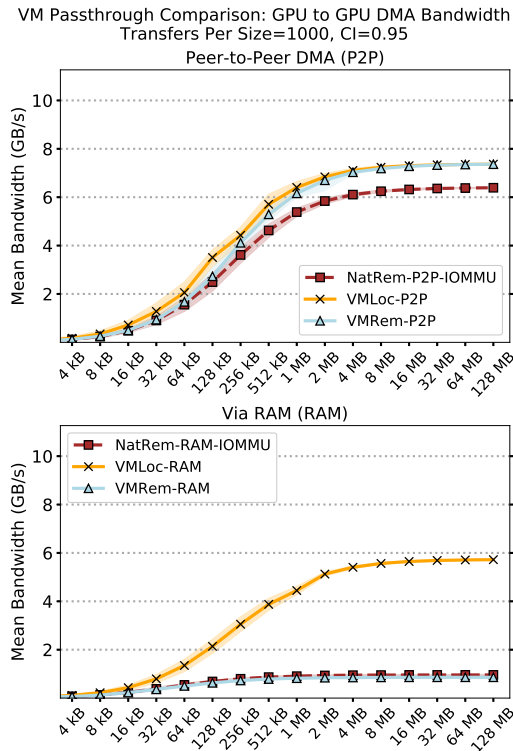 VM Passthrough Comparison: GPU to GPU DMA Bandwidth
Transfers Per Size=1000, CI=0.95
Peer-to-Peer DMA (P2P)
Mean Bandwidth (GB/s)
10
8
6
4
2
NatRem-P2P-IOMMU
VMLoc-P2P
VMRem-P2P
4 kB 8 kB 16 kB 32 kB 64 kB 128 kB 256 kB 512 kB 1 MB 2 MB 4 MB 8 MB 16 MB 32 MB 64 MB 128 MB
Via RAM (RAM)
Mean Bandwidth (GB/s)
10
8
6
4
2
NatRem-RAM-IOMMU
VMLoc-RAM
VMRem-RAM
4 kB 8 kB 16 kB 32 kB 64 kB 128 kB 256 kB 512 kB 1 MB 2 MB 4 MB 8 MB 16 MB 32 MB 64 MB 128 MB